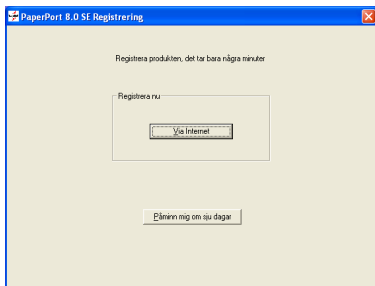 PaperPort 8.0 SE Registrering
Registrera produkten, det tar bara några minuter
Registrera nu
Via Internet
Påminn mig om sju dagar